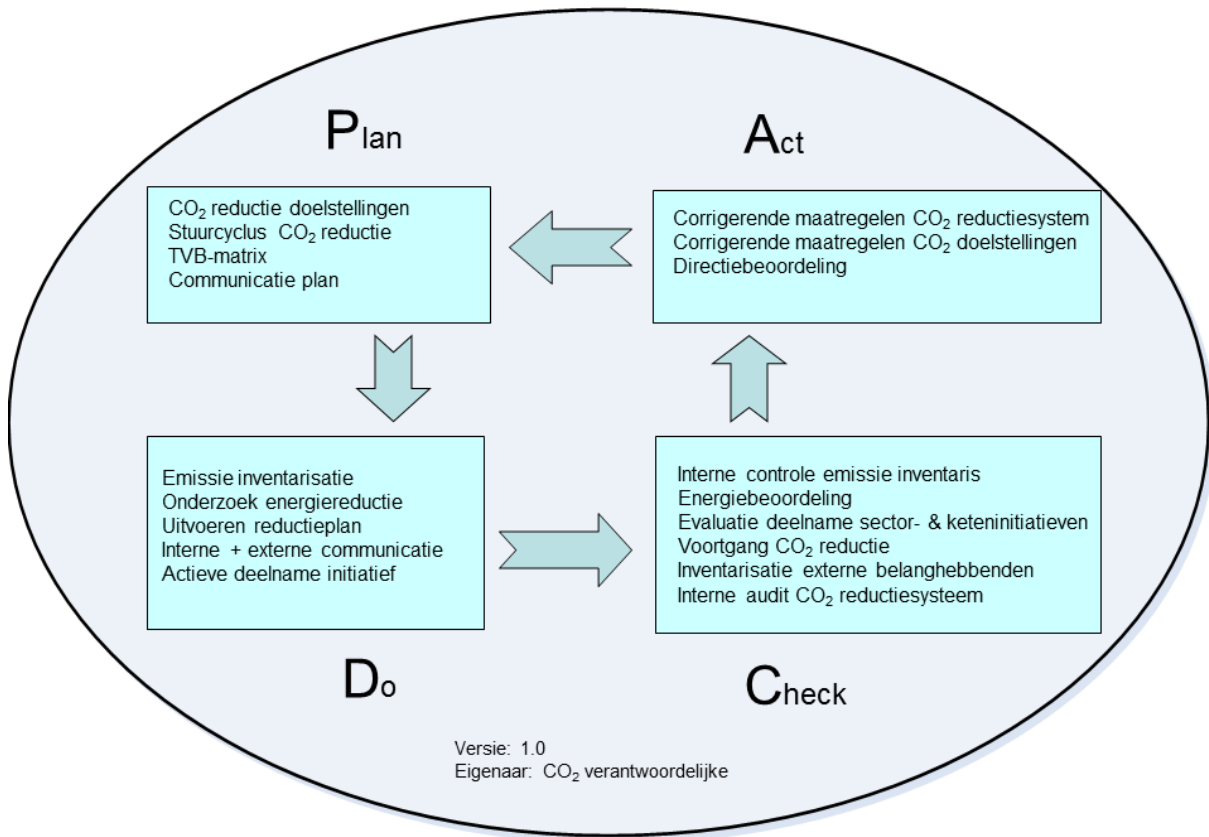 Plan
CO₂ reductie doelstellingen
Stuurcyclus CO₂ reductie
TVB-matrix
Communicatie plan
Act
Corrigerende maatregelen CO₂ reductiesystem
Corrigerende maatregelen CO₂ doelstellingen
Directiebeoordeling
Emissie inventarisatie
Onderzoek energiereductie
Uitvoeren reductieplan
Interne + externe communicatie
Actieve deelname initiatief
Do
Interne controle emissie inventaris
Energiebeoordeling
Evaluatie deelname sector- & keteninitiatieven
Voortgang CO₂ reductie
Inventarisatie externe belanghebbenden
Interne audit CO₂ reductiesysteem
Check
Versie: 1.0
Eigenaar: CO₂ verantwoordelijke